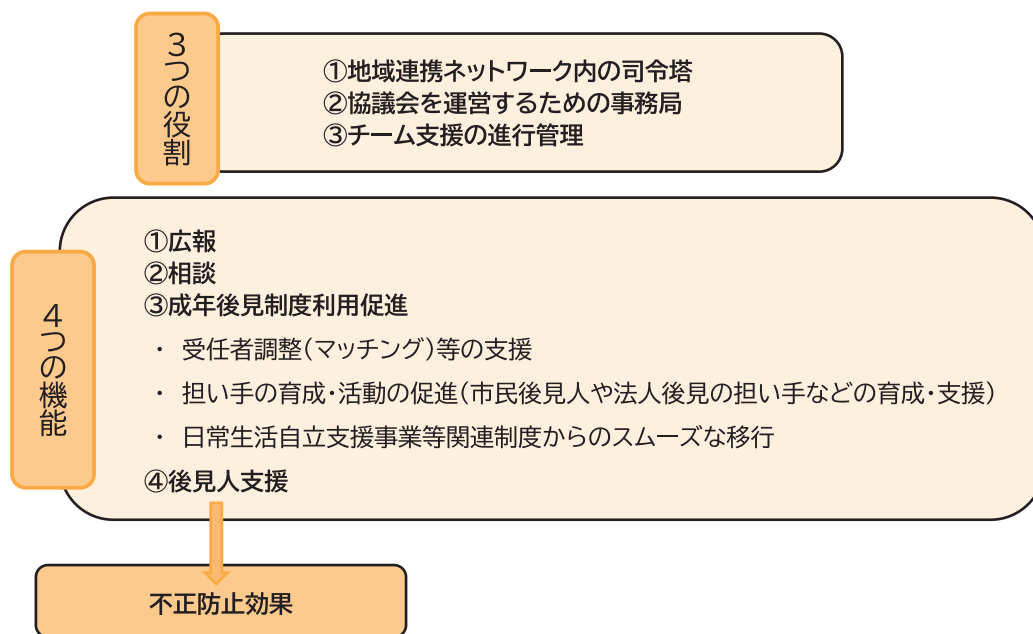 3つの役割
①地域連携ネットワーク内の司令塔
②協議会を運営するための事務局
③チーム支援の進行管理
4つの機能
①広報
②相談
③成年後見制度利用促進
・ 受任者調整(マッチング)等の支援
・ 担い手の育成・活動の促進(市民後見人や法人後見の担い手などの育成・支援)
・ 日常生活自立支援事業等関連制度からのスムーズな移行
④後見人支援
不正防止効果